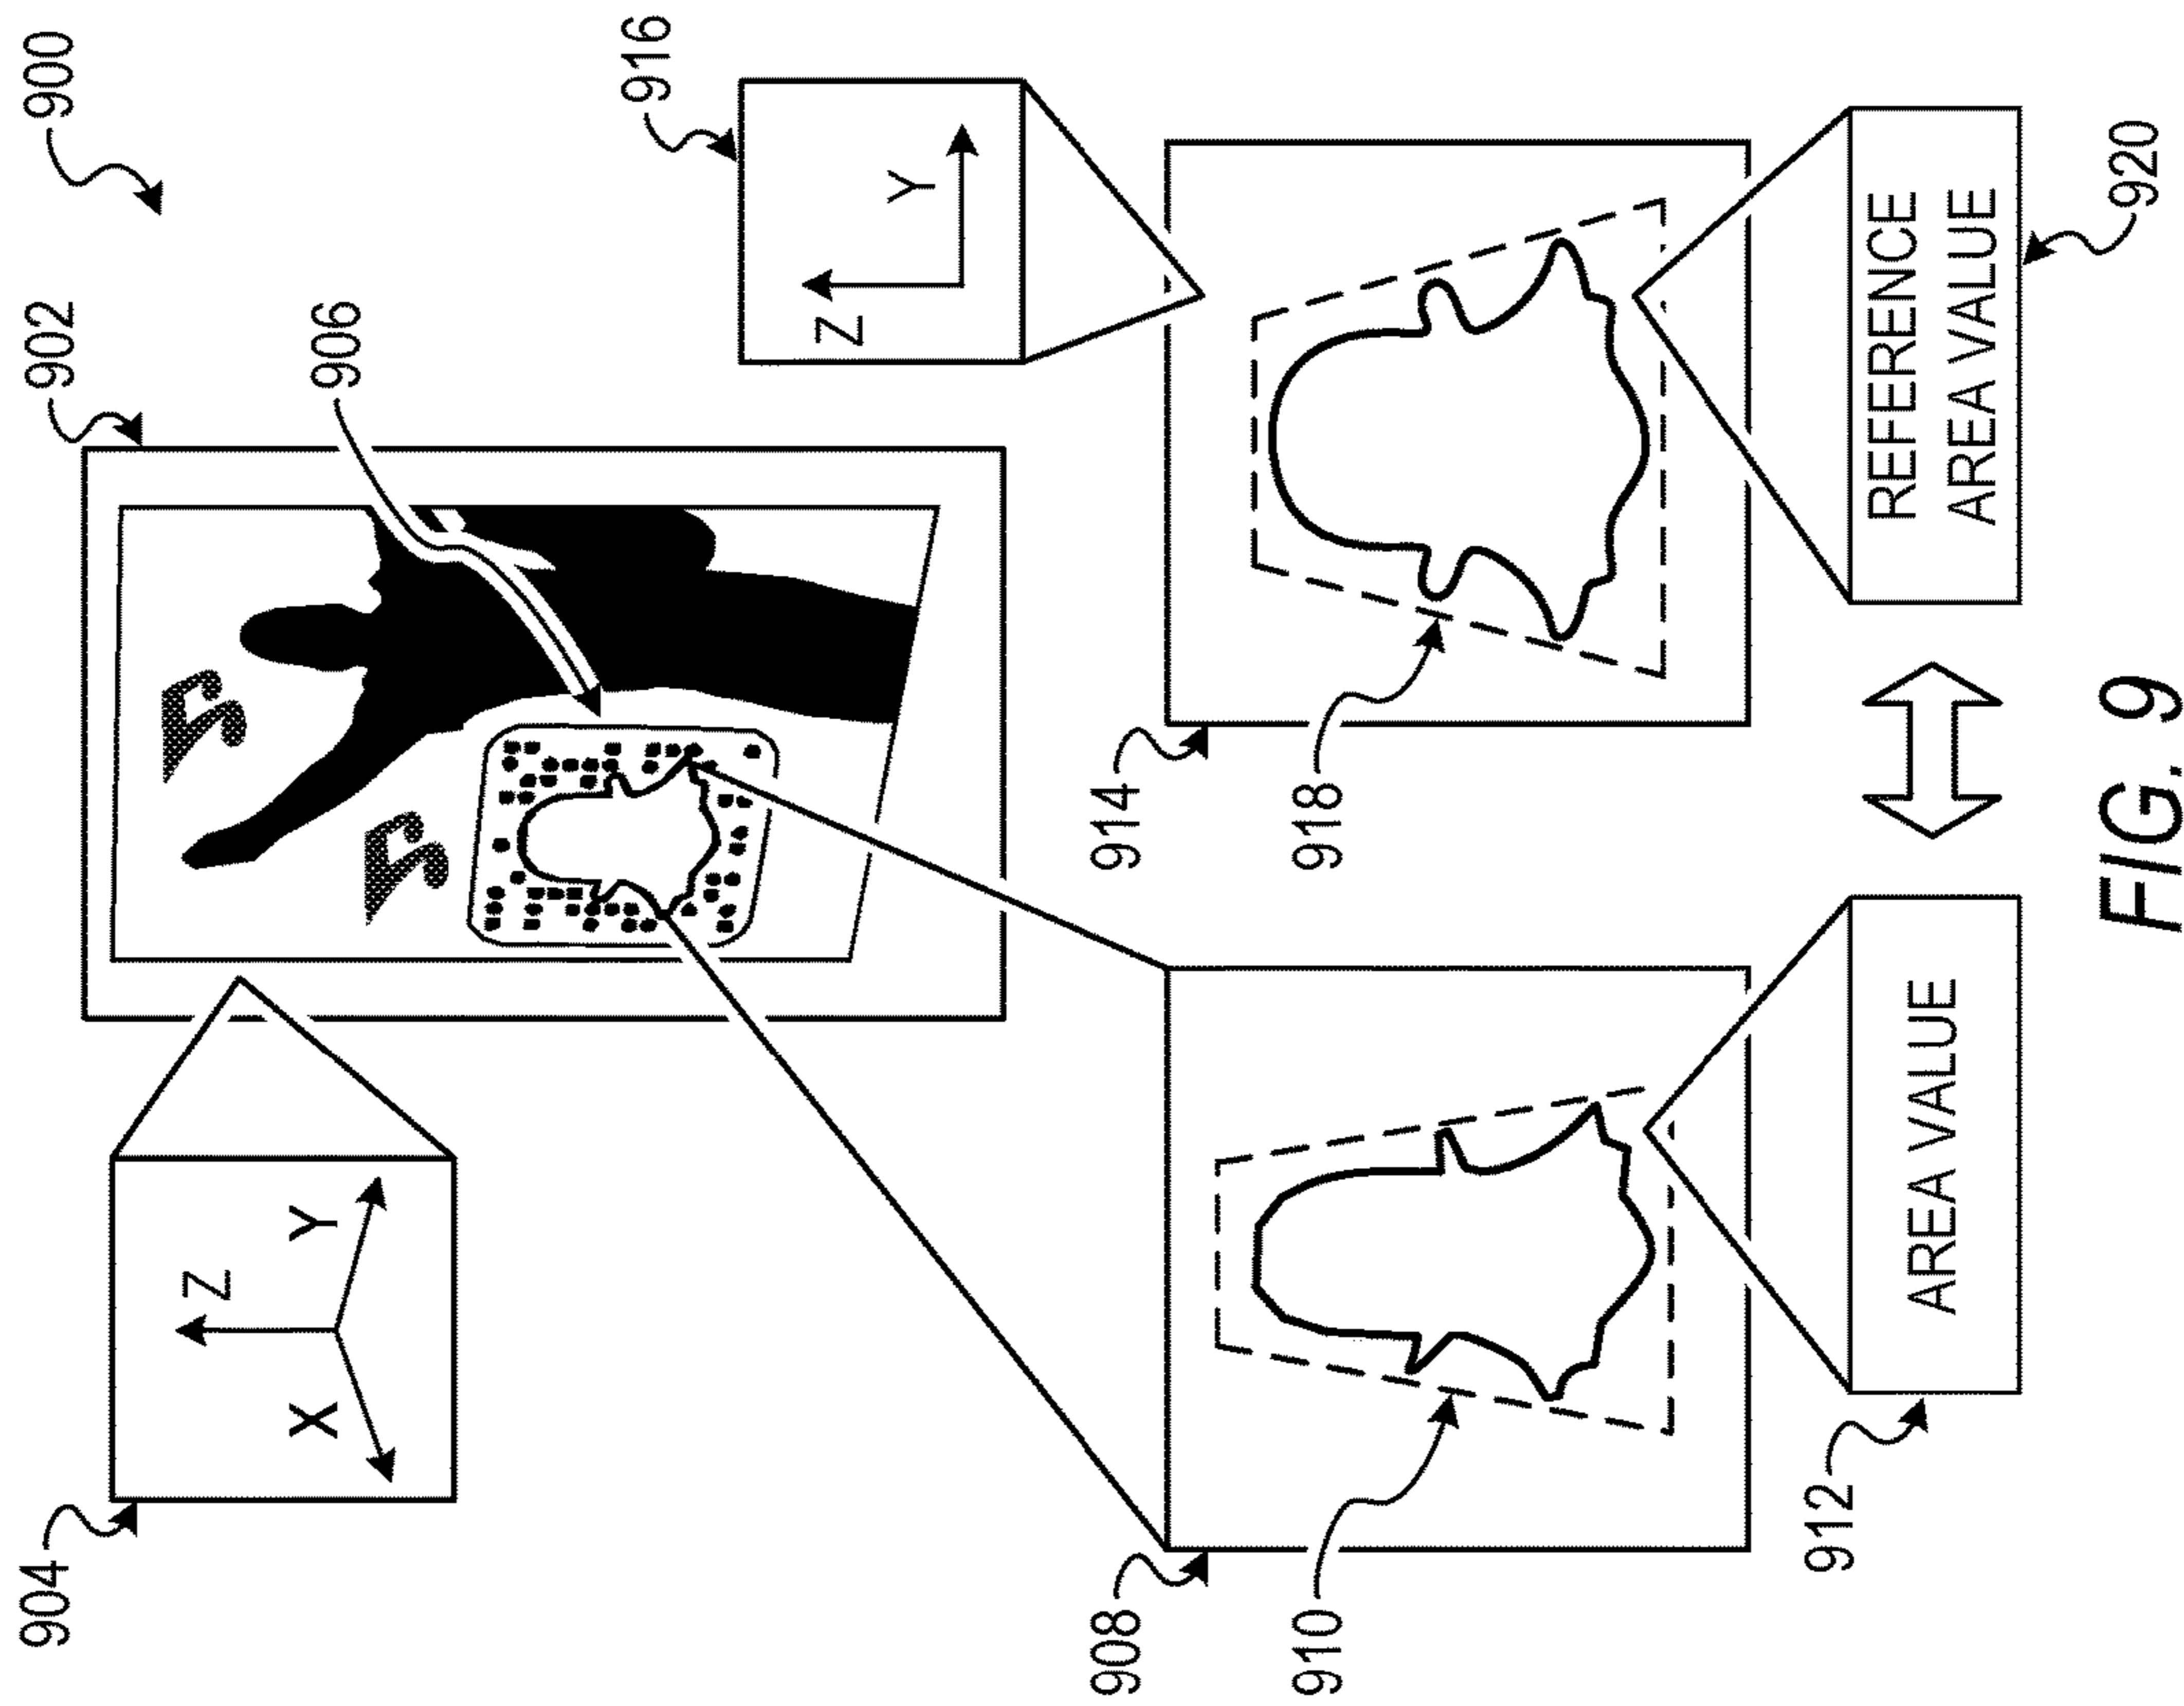 904
902
900
Z
X Y
906
916
Z
Y
908
914
910
918
912
AREA VALUE
REFERENCE
AREA VALUE
920
FIG. 9